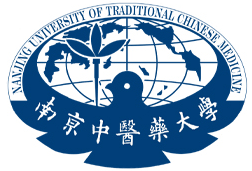 NANJING UNIVERSITY OF TRADITIONAL CHINESE MEDICINE
南京中醫藥大學